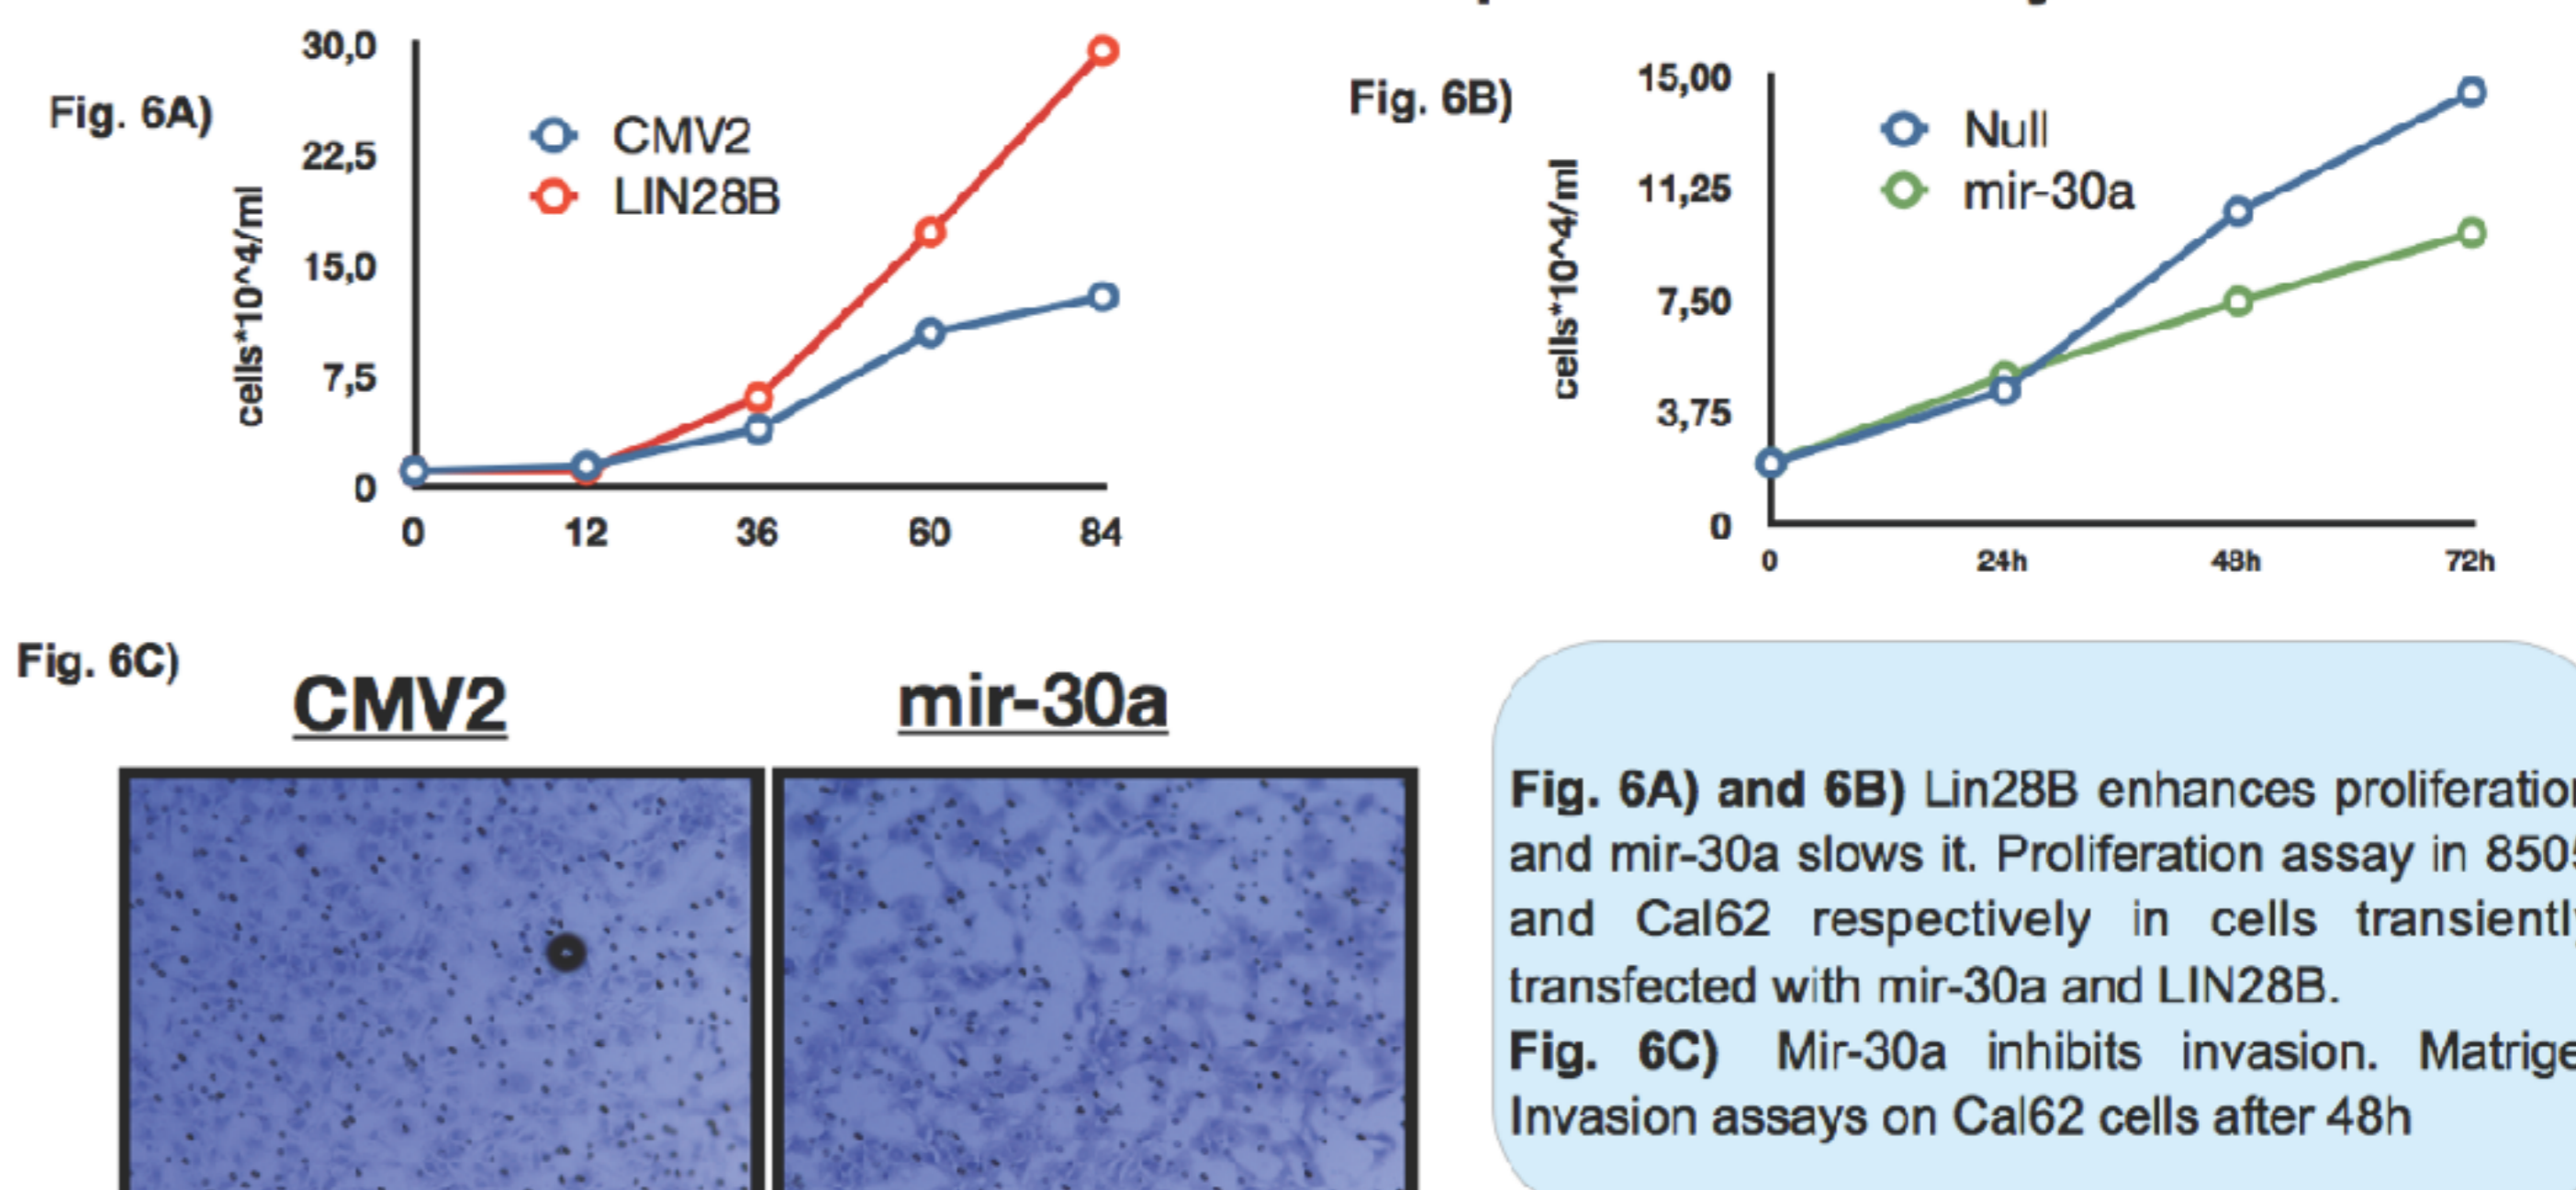 Fig. 6A)
30,0
22,5
15,0
7,5
0
cells*10^4/ml
CMV2
LIN28B
0 12 36 60 84
Fig. 6B)
15,00
11,25
7,50
3,75
0
cells*10^4/ml
Null
mir-30a
0 24h 48h 72h
Fig. 6C)
CMV2 mir-30a
Fig. 6A) and 6B) Lin28B enhances proliferation
and mir-30a slows it. Proliferation assay in 8505
and Cal62 respectively in cells transiently
transfected with mir-30a and LIN28B.
Fig. 6C) Mir-30a inhibits invasion. Matrige
Invasion assays on Cal62 cells after 48h